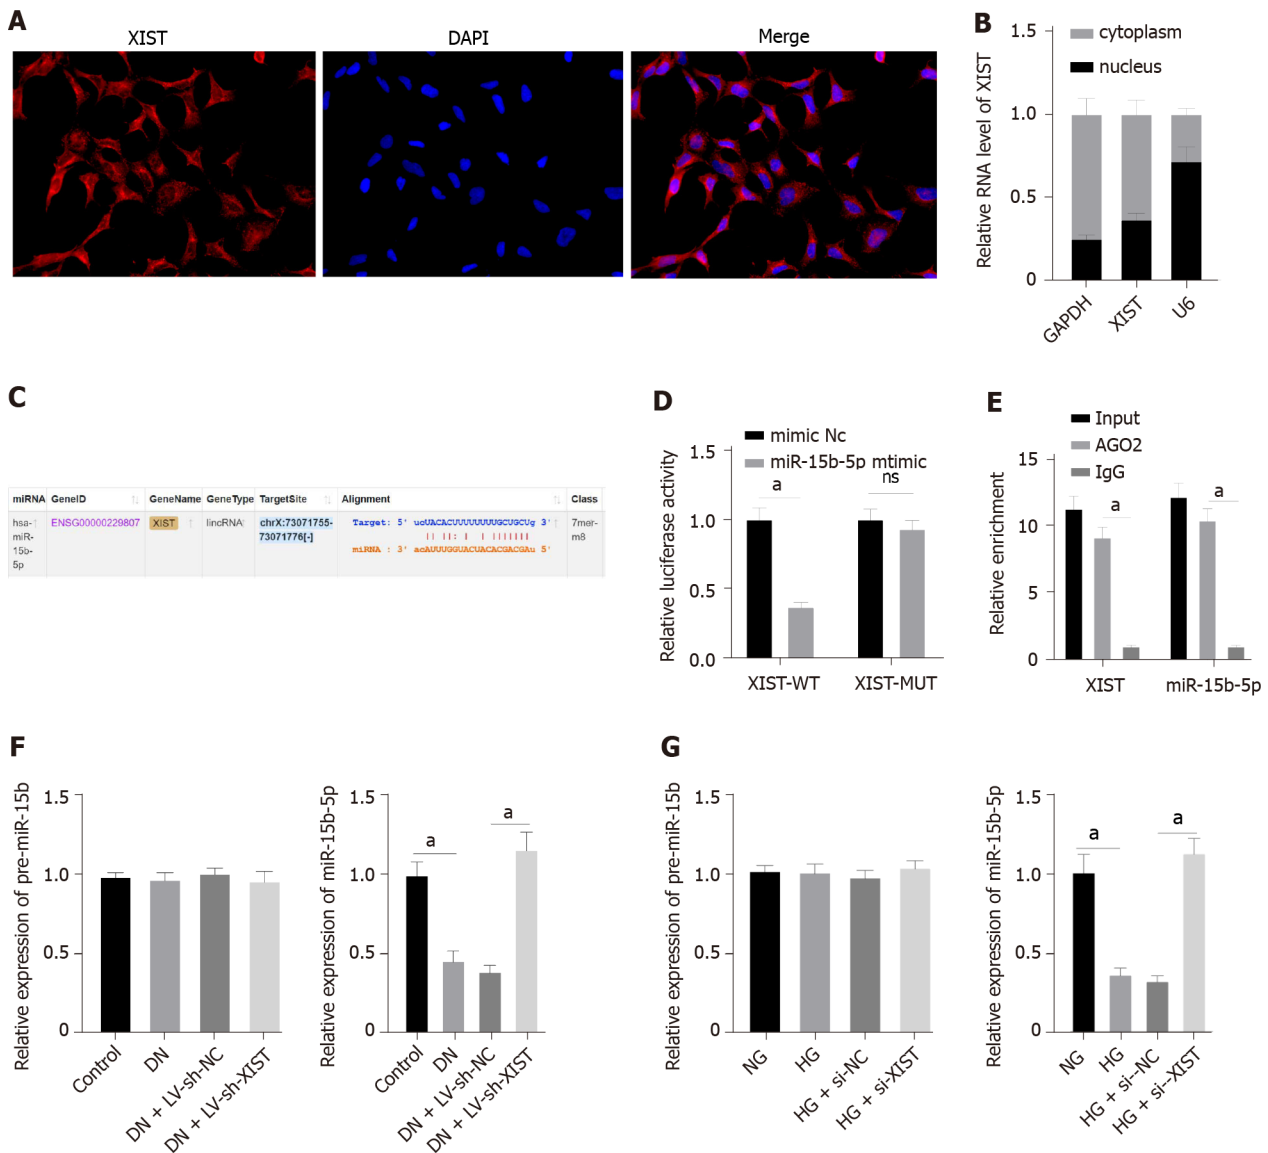 A
XIST
DAPI
Merge
B
cytoplasm
nucleus
Relative RNA level of XIST
1.5
1.0
0.5
0
GAPDH
XIST
U6
C
miRNA GeneID GeneName GeneType TargetSite Alignment Class
hsa-miR-15b-5p ENSG00000229807 XIST lincRNA chrX:73071755-73071776[-] Target: 5' ucUACACUUUUUUUGCUGCUg 3' 7mer-m8
miRNA : 3' acAUUUGGUACUACACGACGAu 5'
D
mimic Nc
miR-15b-5p mtimic
Relative luciferase activity
1.5
1.0
0.5
0.0
a
ns
XIST-WT
XIST-MUT
E
Input
AGO2
IgG
Relative enrichment
15
10
5
0
a
a
XIST
miR-15b-5p
F
Relative expression of pre-miR-15b
1.5
1.0
0.5
0
Control
DN
DN + LV-sh-NC
DN + LV-sh-XIST
Relative expression of miR-15b-5p
1.5
1.0
0.5
0
a
a
Control
DN
DN + LV-sh-NC
DN + LV-sh-XIST
G
Relative expression of pre-miR-15b
1.5
1.0
0.5
0
NG
HG
HG + si-NC
HG + si-XIST
Relative expression of miR-15b-5p
1.5
1.0
0.5
0
a
a
NG
HG
HG + si--NC
HG + si--XIST